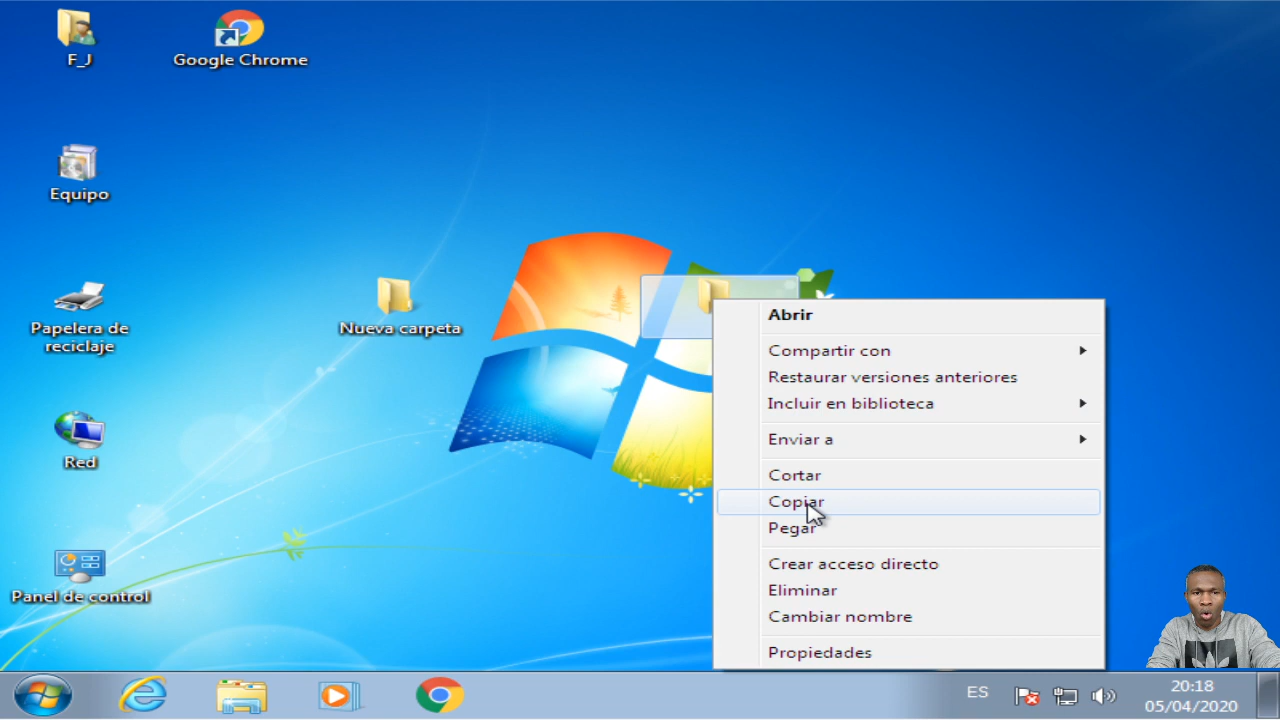 F_J
Google Chrome
Equipo
Papelera de
reciclaje
Nueva carpeta
Red
Panel de control
Abrir
Compartir con
Restaurar versiones anteriores
Incluir en biblioteca
Enviar a
Cortar
Copiar
Pegar
Crear acceso directo
Eliminar
Cambiar nombre
Propiedades
ES
20:18
05/04/2020